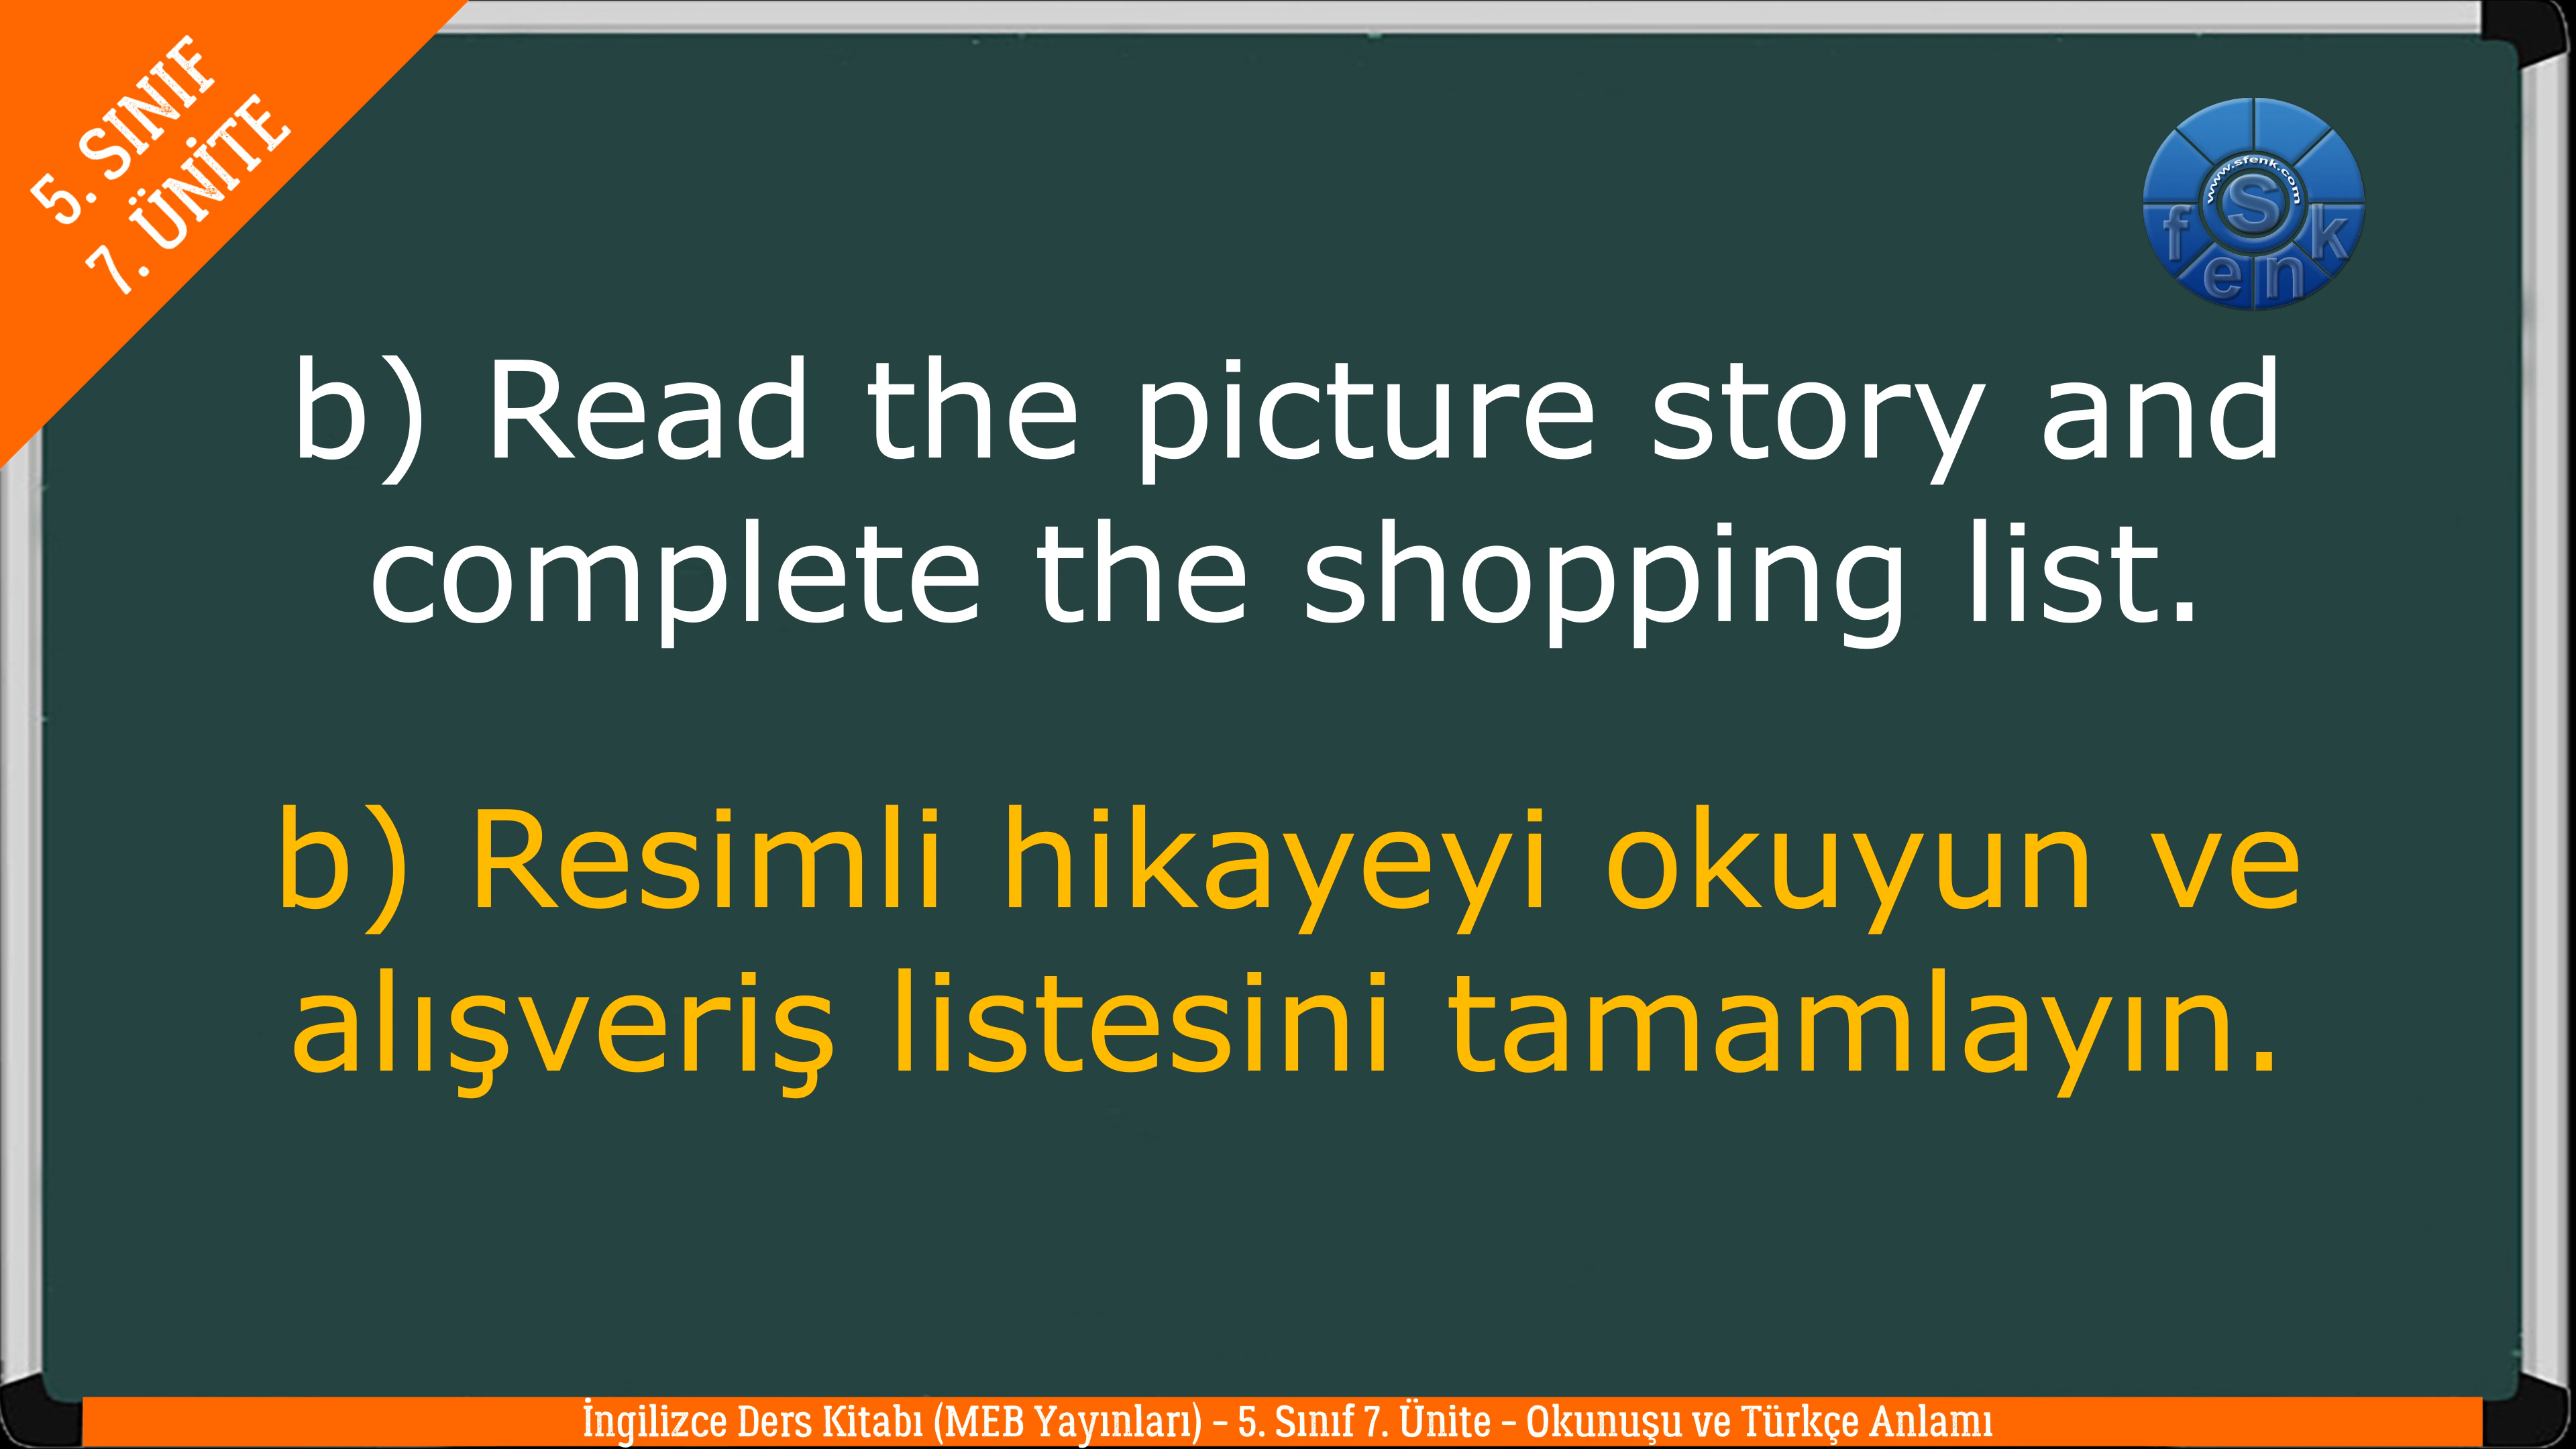 5. SINIF
7. ÜNİTE
www.sfenk.com
S
f e n k
b) Read the picture story and
complete the shopping list.
b) Resimli hikayeyi okuyun ve
alışveriş listesini tamamlayın.
İngilizce Ders Kitabı (MEB Yayınları) – 5. Sınıf 7. Ünite – Okunuşu ve Türkçe Anlamı